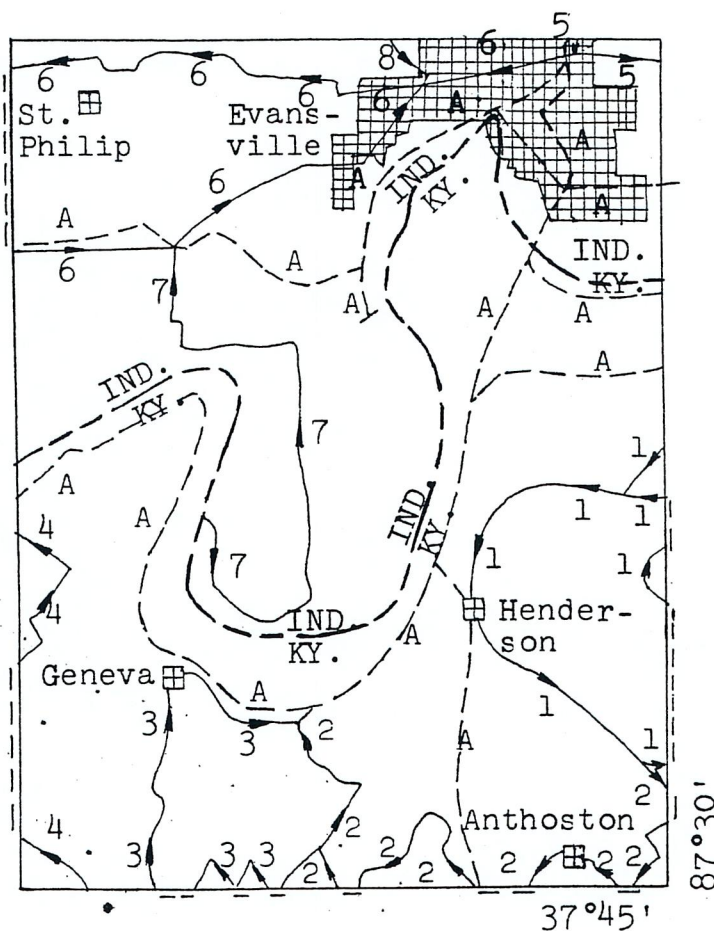 5
8
6
6
6
6
5
6
6
A
St.
Philip
Evans-
ville
A
A
A
IND.
KY.
6
A
A
IND.
KY.
6
7
A
A
A
A
IND.
KY.
7
1
A
4
A
1
1
IND.
KY.
7
1
1
4
IND.
KY.
A
Hender-
son
Geneva
A
1
3
3
2
A
1
2
4
3
3
3
2
2
2
2
Anthoston
2
2
2
87°30'
37°45'